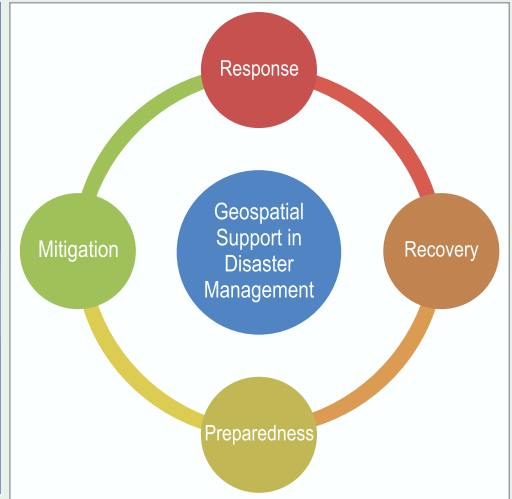 Response
Geospatial
Support in
Disaster
Management
Mitigation
Recovery
Preparedness